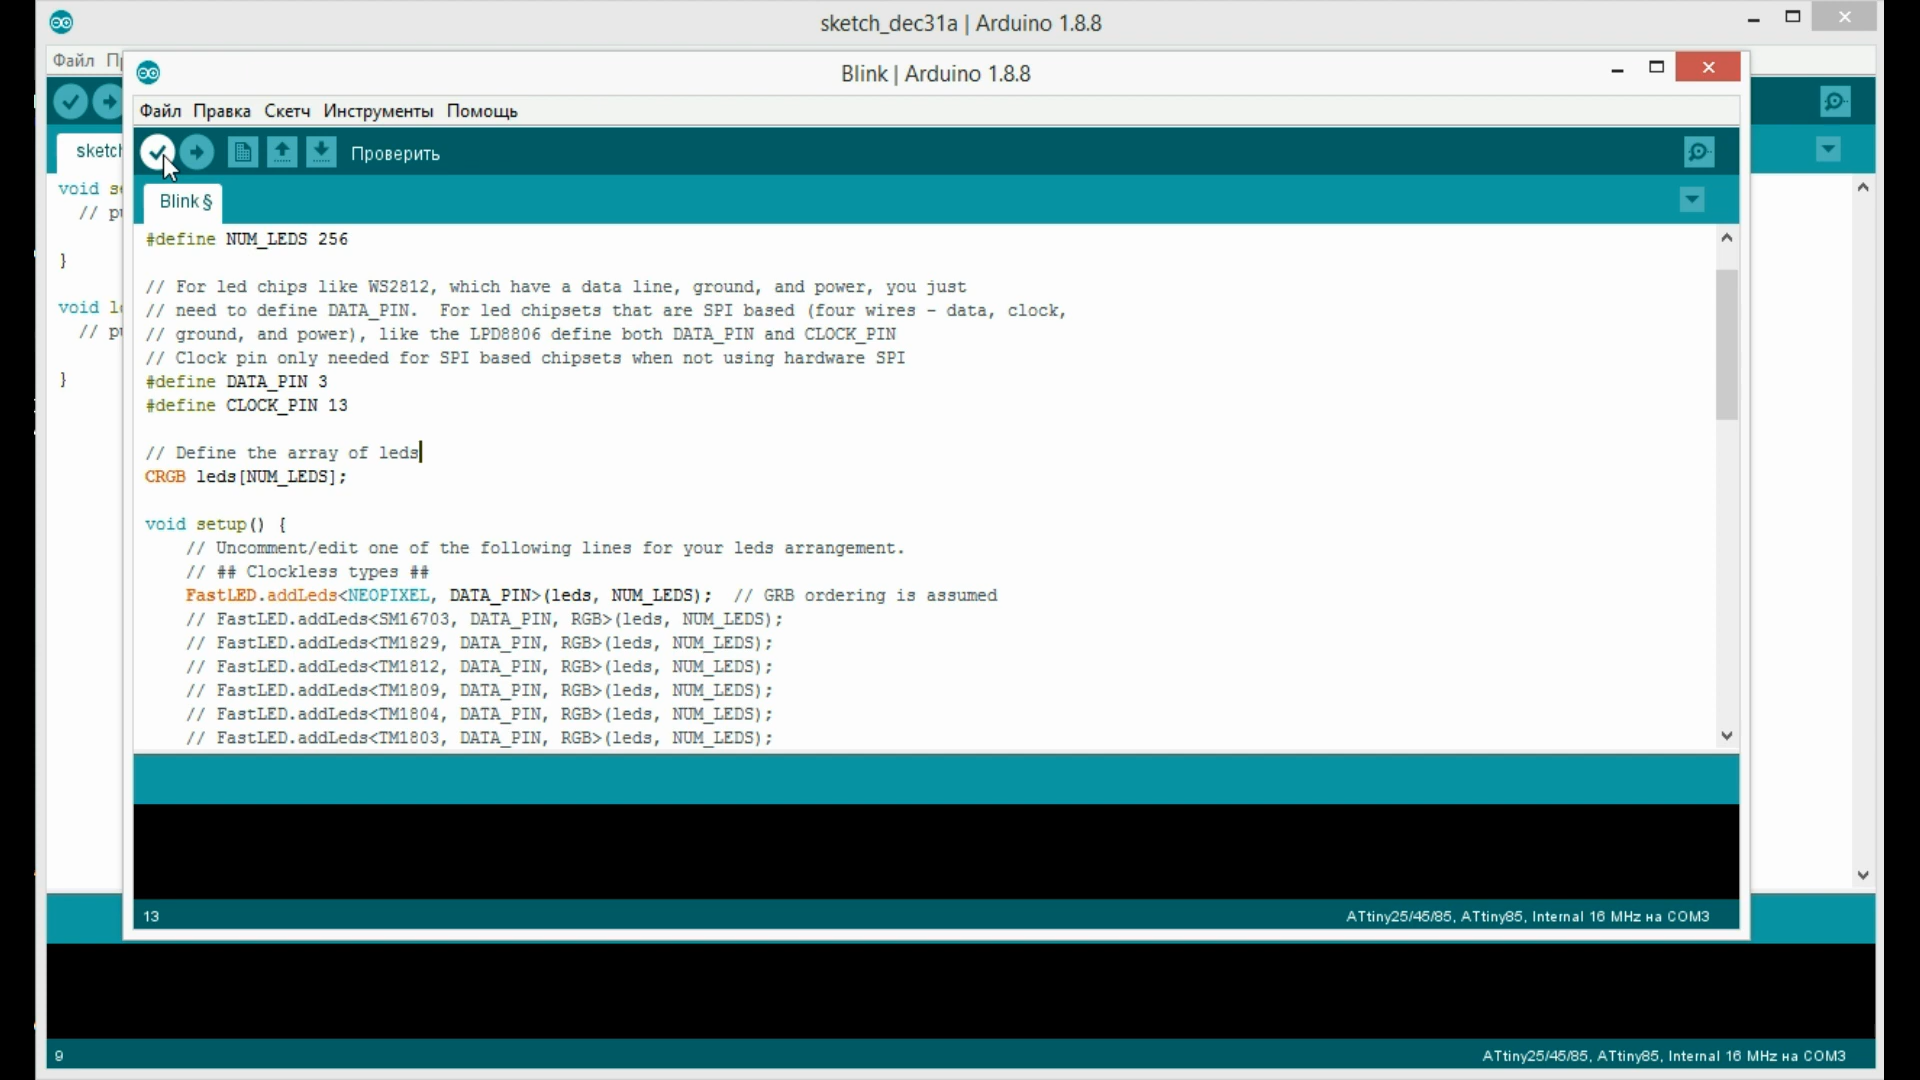 sketch_dec31a | Arduino 1.8.8
Файл
Blink | Arduino 1.8.8
Файл Правка Скетч Инструменты Помощь
Проверить
Blink §
#define NUM_LEDS 256
// For led chips like WS2812, which have a data line, ground, and power, you just
// need to define DATA_PIN.  For led chipsets that are SPI based (four wires - data, clock,
// ground, and power), like the LPD8806 define both DATA_PIN and CLOCK_PIN
// Clock pin only needed for SPI based chipsets when not using hardware SPI
#define DATA_PIN 3
#define CLOCK_PIN 13
// Define the array of leds
CRGB leds[NUM_LEDS];
void setup() {
// Uncomment/edit one of the following lines for your leds arrangement.
// ## Clockless types ##
FastLED.addLeds<NEOPIXEL, DATA_PIN>(leds, NUM_LEDS);  // GRB ordering is assumed
// FastLED.addLeds<SM16703, DATA_PIN, RGB>(leds, NUM_LEDS);
// FastLED.addLeds<TM1829, DATA_PIN, RGB>(leds, NUM_LEDS);
// FastLED.addLeds<TM1812, DATA_PIN, RGB>(leds, NUM_LEDS);
// FastLED.addLeds<TM1809, DATA_PIN, RGB>(leds, NUM_LEDS);
// FastLED.addLeds<TM1804, DATA_PIN, RGB>(leds, NUM_LEDS);
// FastLED.addLeds<TM1803, DATA_PIN, RGB>(leds, NUM_LEDS);
13
ATtiny25/45/85, ATtiny85, Internal 16 MHz на COM3
void
//
}
void
//
}
9
ATtiny25/45/85, ATtiny85, Internal 16 MHz на COM3